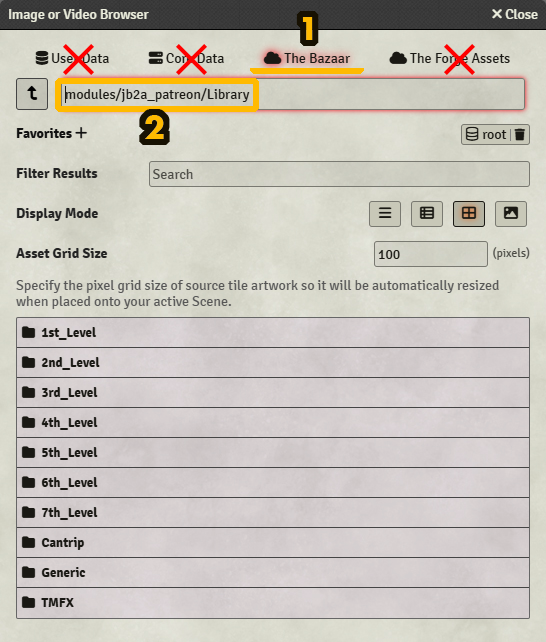 Image or Video Browser
Close
1
User Data
Core Data
The Bazaar
The Forge Assets
modules/jb2a_patreon/Library
2
Favorites
root
Filter Results
Search
Display Mode
Asset Grid Size
100
(pixels)
Specify the pixel grid size of source tile artwork so it will be automatically resized
when placed onto your active Scene.
1st_Level
2nd_Level
3rd_Level
4th_Level
5th_Level
6th_Level
7th_Level
Cantrip
Generic
TMFX